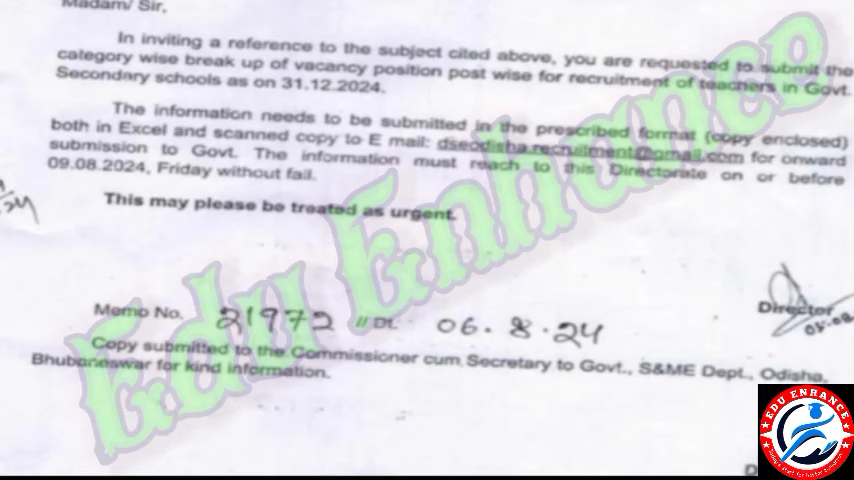 Madam/ Sir,
In inviting a reference to the subject cited above, you are requested to submit the
category wise break up of vacancy position post wise for recruitment of teachers in Govt.
Secondary schools as on 31.12.2024.
The information needs to be submitted in the prescribed format (copy enclosed)
both in Excel and scanned copy to E mail: dseodisha.recruitment@gmail.com for onward
submission to Govt. The information must reach to this Directorate on or before
09.08.2024, Friday without fail.
This may please be treated as urgent.
Director
Memo No. 21972 // Dt. 06.8.24
Copy submitted to the Commissioner cum Secretary to Govt., S&ME Dept., Odisha,
Bhubaneswar for kind information.
Edu Enhance
EDU ENRANCE